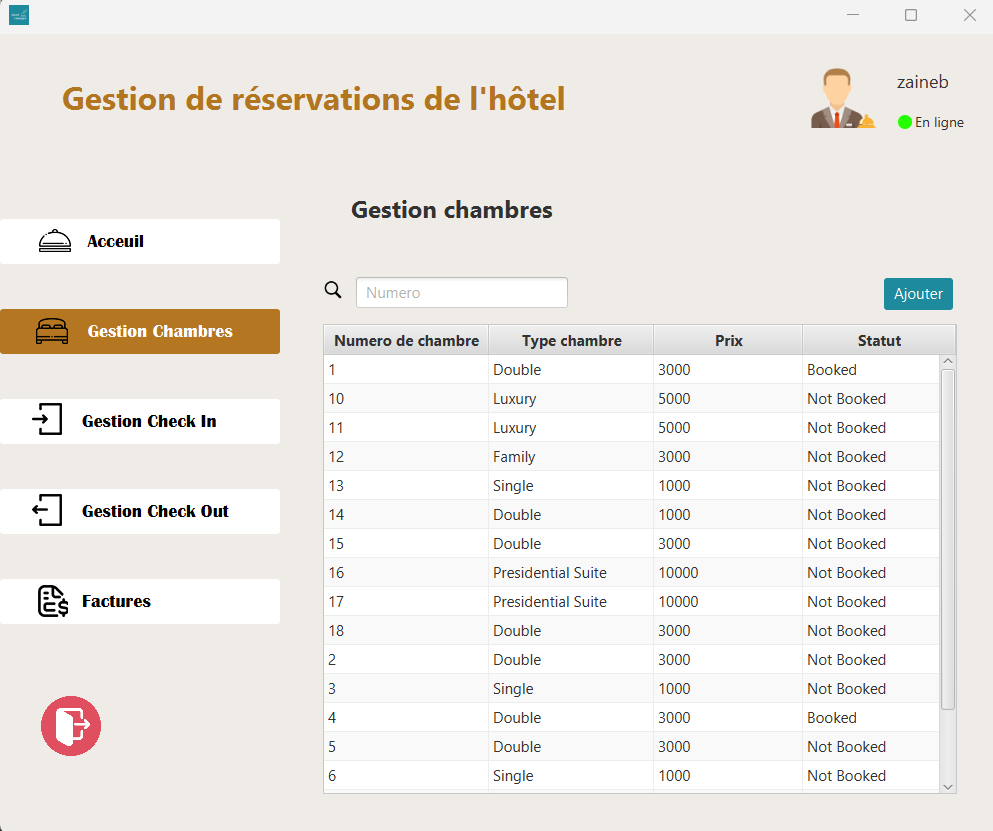 Gestion de réservations de l'hôtel
zaineb
En ligne
Gestion chambres
Acceuil
Gestion Chambres
Gestion Check In
Gestion Check Out
Factures
Numero
Ajouter
Numero de chambre Type chambre Prix Statut
1 Double 3000 Booked
10 Luxury 5000 Not Booked
11 Luxury 5000 Not Booked
12 Family 3000 Not Booked
13 Single 1000 Not Booked
14 Double 1000 Not Booked
15 Double 3000 Not Booked
16 Presidential Suite 10000 Not Booked
17 Presidential Suite 10000 Not Booked
18 Double 3000 Not Booked
2 Double 3000 Not Booked
3 Single 1000 Not Booked
4 Double 3000 Booked
5 Double 3000 Not Booked
6 Single 1000 Not Booked